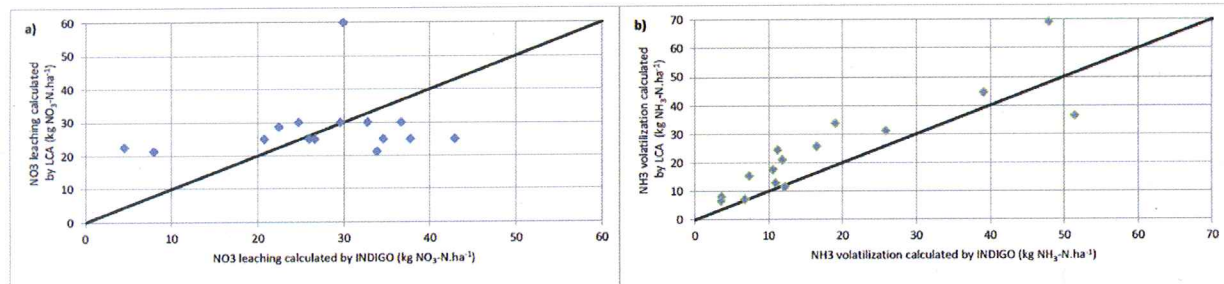 a)
NO3 leaching calculated
by LCA (kg NO₃-N.ha⁻¹)
60
50
40
30
20
10
0
0 10 20 30 40 50 60
NO3 leaching calculated by INDIGO (kg NO₃-N.ha⁻¹)
b)
NH3 volatilization calculated
by LCA (kg NH₃-N.ha⁻¹)
70
60
50
40
30
20
10
0
0 10 20 30 40 50 60 70
NH3 volatilization calculated by INDIGO (kg NH₃-N.ha⁻¹)